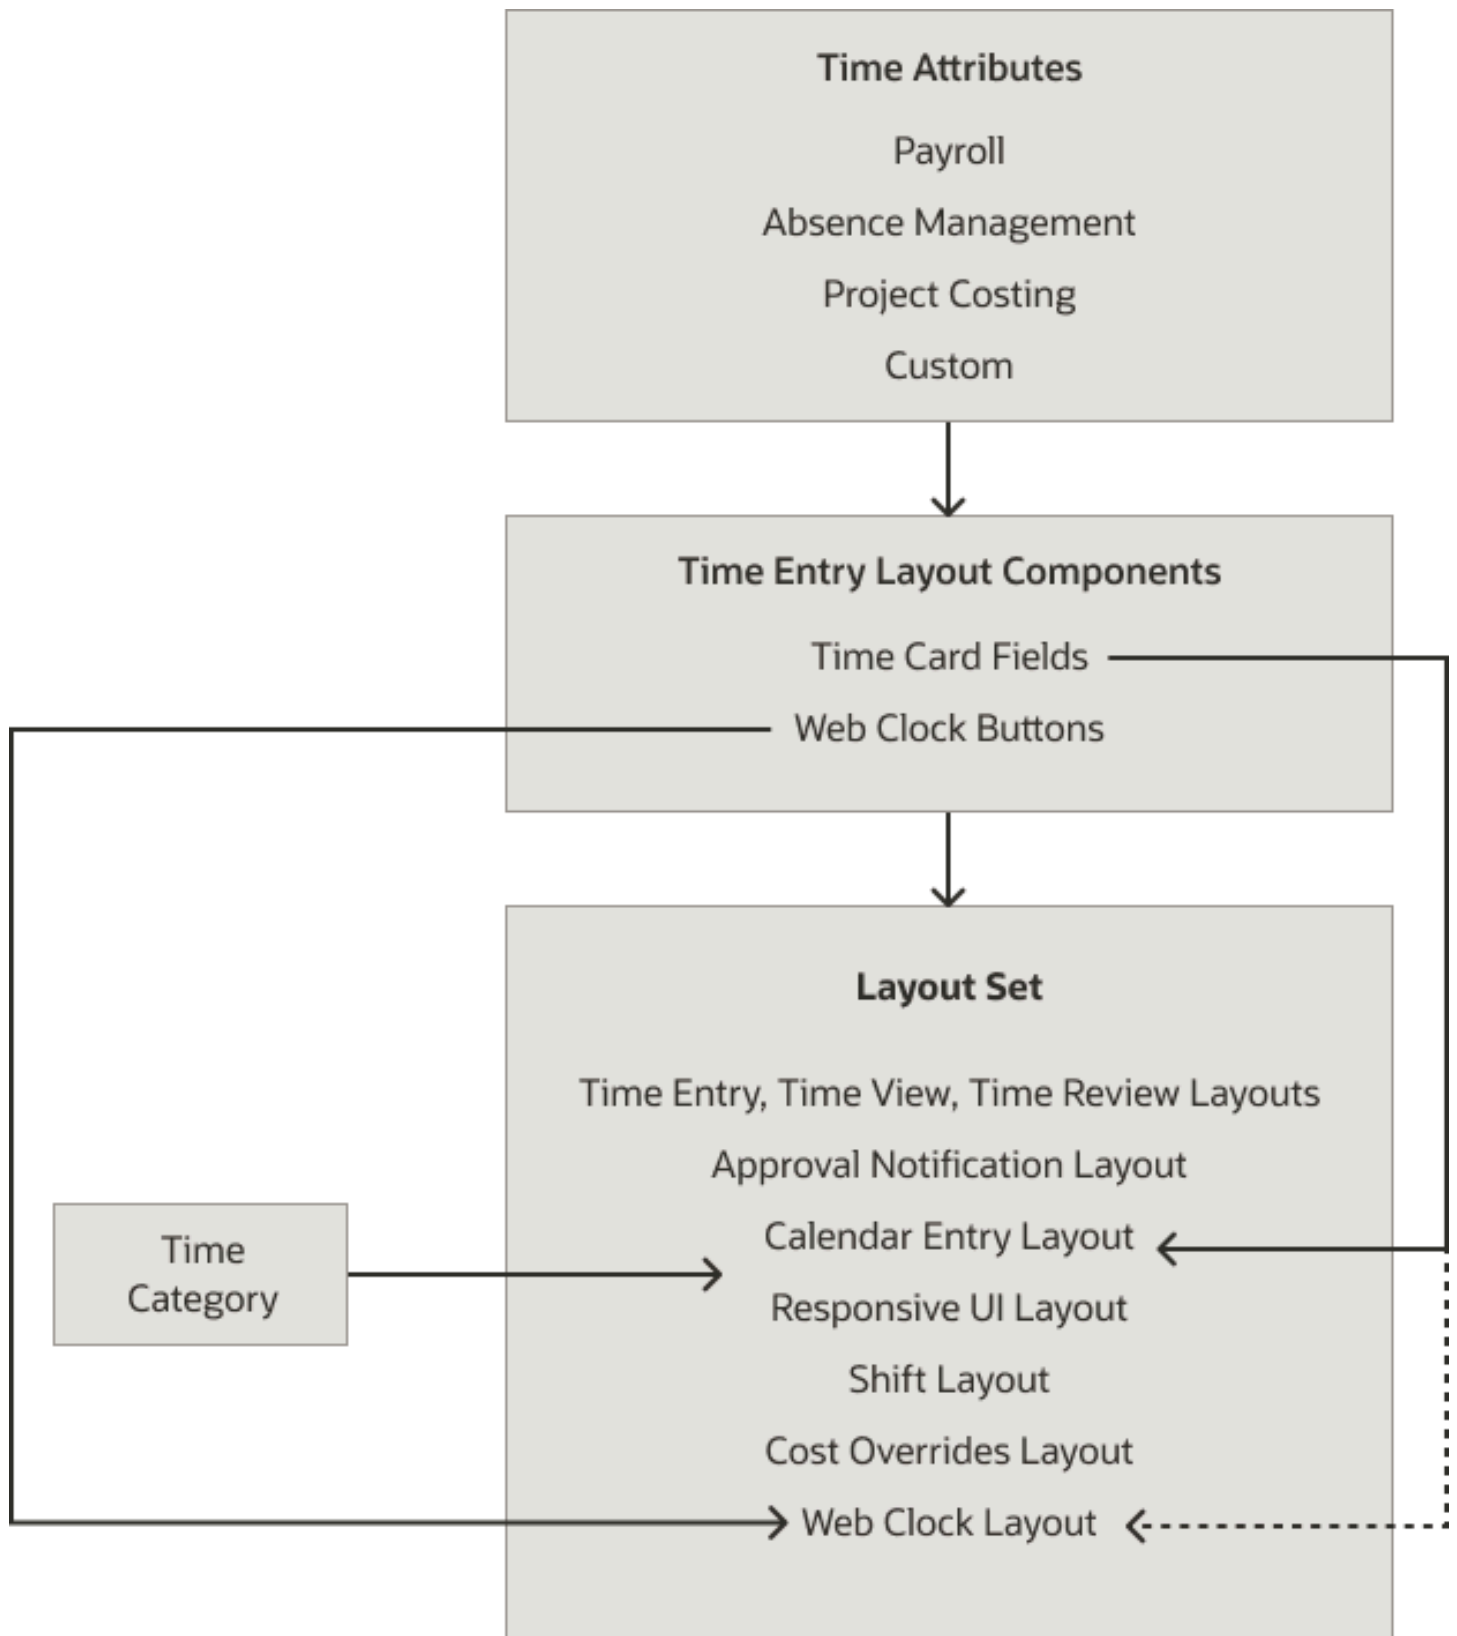 Time Attributes
Payroll
Absence Management
Project Costing
Custom
Time Entry Layout Components
Time Card Fields
Web Clock Buttons
Layout Set
Time Entry, Time View, Time Review Layouts
Approval Notification Layout
Calendar Entry Layout
Time
Category
Responsive UI Layout
Shift Layout
Cost Overrides Layout
Web Clock Layout